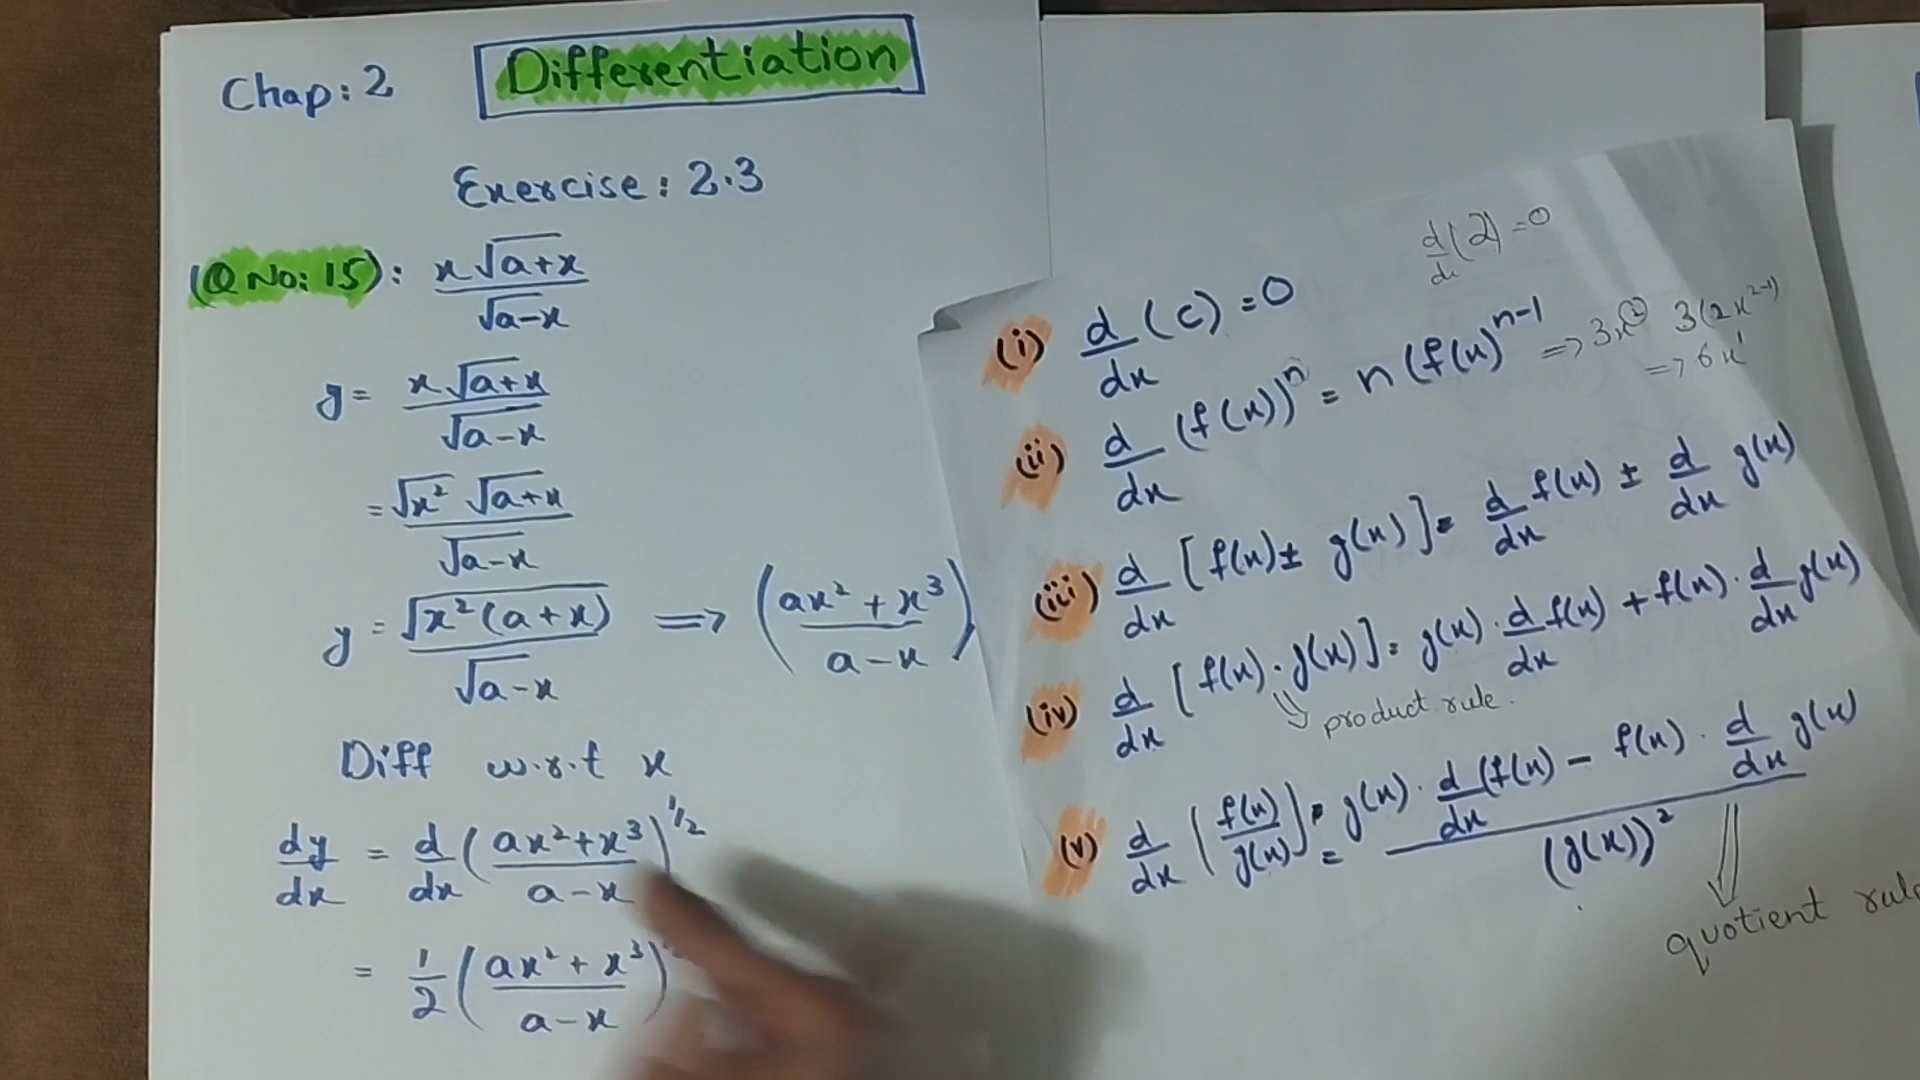 Chap: 2 Differentiation
Exercise: 2.3
(Q No: 15): x√(a+x) / √(a-x)
y = x√(a+x) / √(a-x)
= √x² √(a+x) / √(a-x)
y = √(x²(a+x)) / √(a-x) ⇒ ((ax² + x³) / (a-x))
Diff w.r.t x
dy/dx = d/dx ((ax²+x³) / (a-x))^1/2
= 1/2 ((ax² + x³) / (a-x))
d/dx (2) = 0
(i) d/dx (c) = 0
(ii) d/dx (f(x))ⁿ = n (f(x)^n-1 ⇒ 3x² 3(2x^2-1)
⇒ 6x¹
(iii) d/dx [f(x) ± g(x)] = d/dx f(x) ± d/dx g(x)
(iv) d/dx [f(x) · g(x)] = g(x) · d/dx f(x) + f(x) · d/dx g(x)
product rule.
(v) d/dx (f(x)/g(x)) = (g(x) · d/dx (f(x) - f(x) · d/dx g(x)) / (g(x))²
quotient